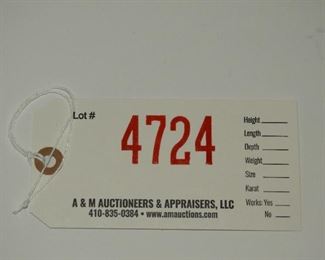 Lot #
4724
Height
Length
Depth
Weight
Size
Karat
Works: Yes
No
A & M AUCTIONEERS & APPRAISERS, LLC
410-835-0384 • www.amauctions.com